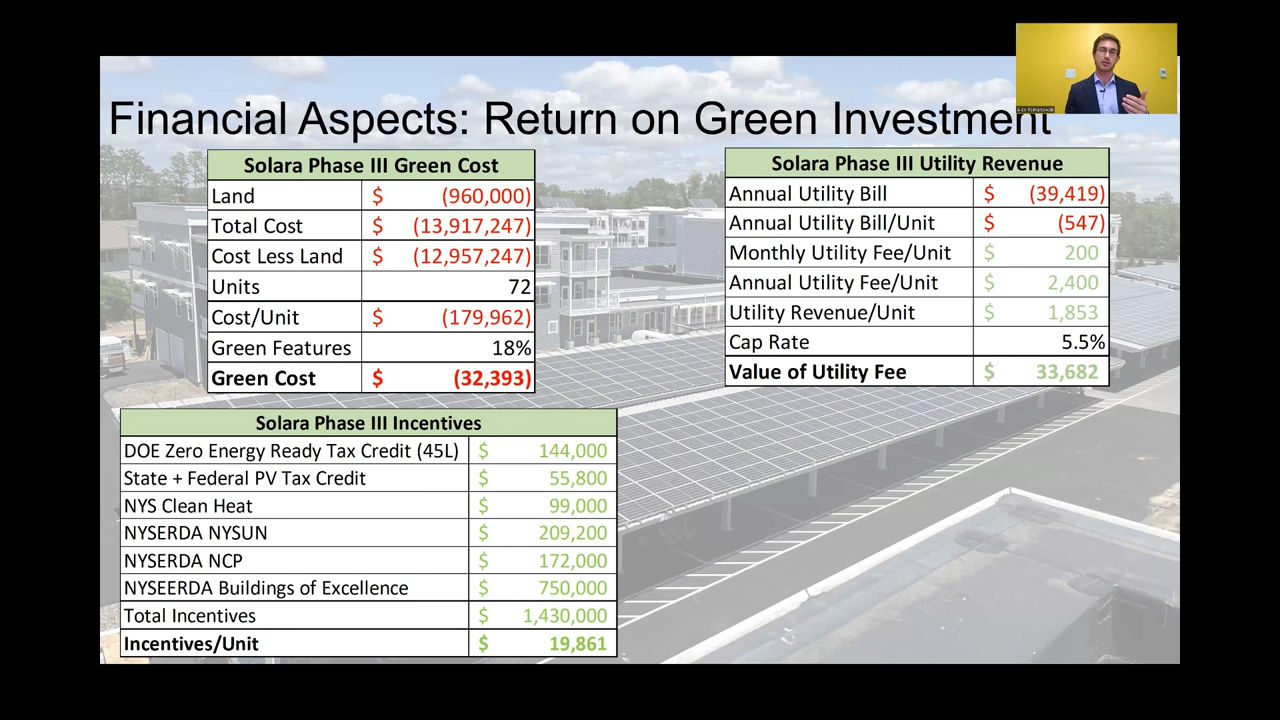 Financial Aspects: Return on Green Investment
Solara Phase III Green Cost
Land $ (960,000)
Total Cost $ (13,917,247)
Cost Less Land $ (12,957,247)
Units 72
Cost/Unit $ (179,962)
Green Features 18%
Green Cost $ (32,393)
Solara Phase III Utility Revenue
Annual Utility Bill $ (39,419)
Annual Utility Bill/Unit $ (547)
Monthly Utility Fee/Unit $ 200
Annual Utility Fee/Unit $ 2,400
Utility Revenue/Unit $ 1,853
Cap Rate 5.5%
Value of Utility Fee $ 33,682
Solara Phase III Incentives
DOE Zero Energy Ready Tax Credit (45L) $ 144,000
State + Federal PV Tax Credit $ 55,800
NYS Clean Heat $ 99,000
NYSERDA NYSUN $ 209,200
NYSERDA NCP $ 172,000
NYSEERDA Buildings of Excellence $ 750,000
Total Incentives $ 1,430,000
Incentives/Unit $ 19,861